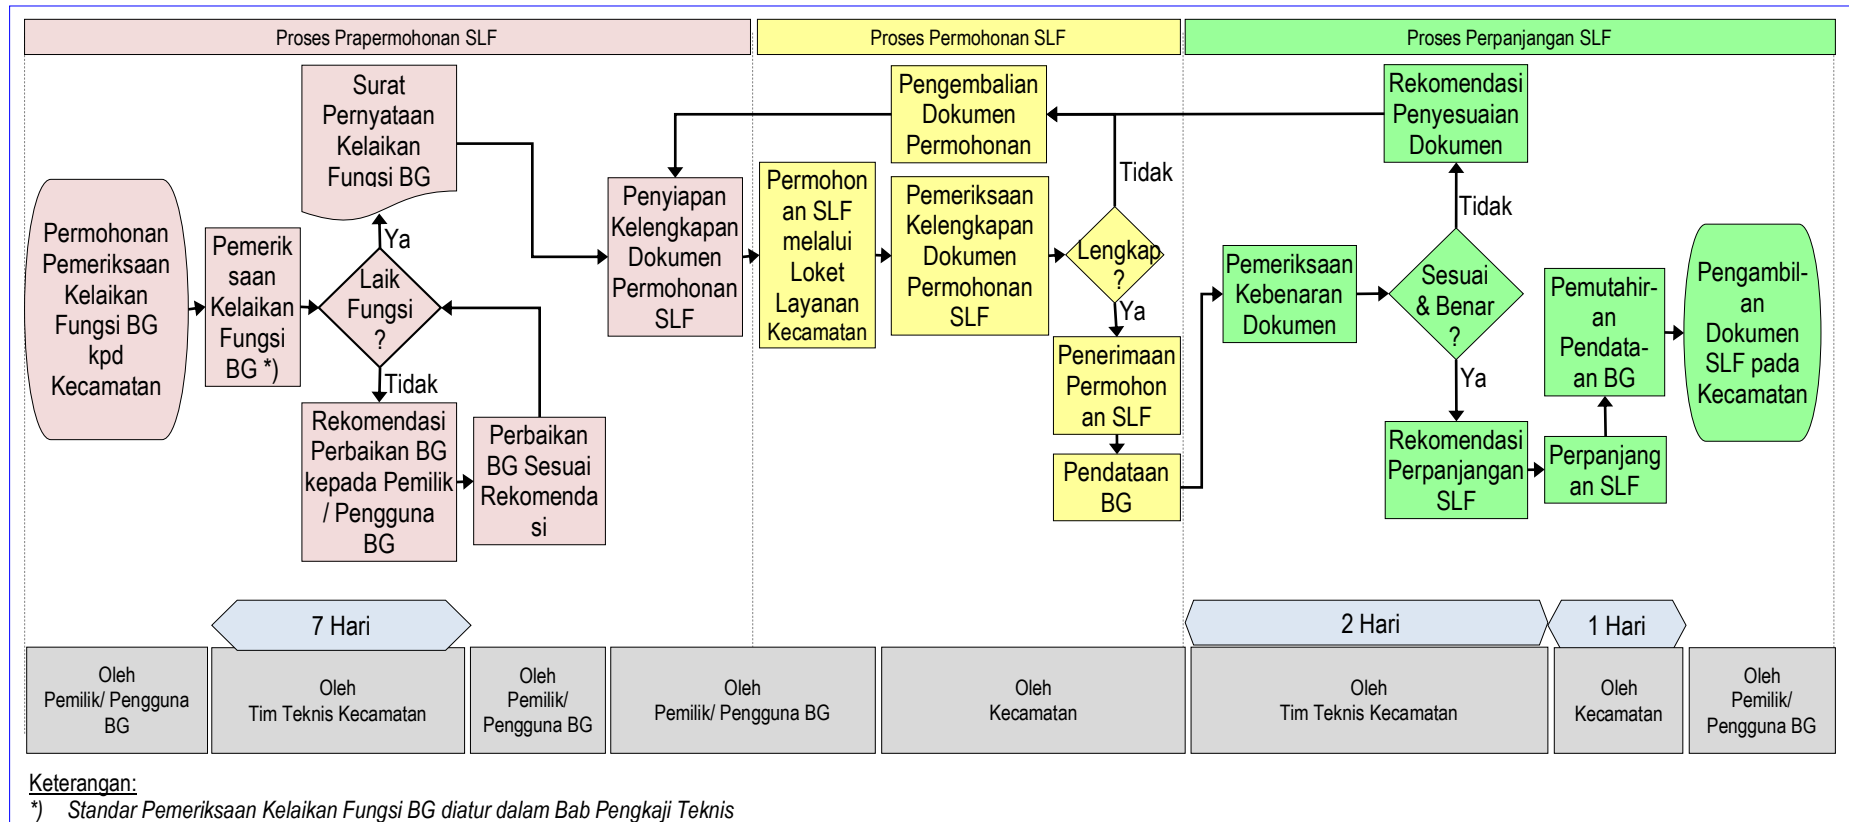 Proses Prapermohonan SLF
Proses Permohonan SLF
Proses Perpanjangan SLF
Permohonan
Pemeriksaan
Kelaikan
Fungsi BG
kpd
Kecamatan
Pemerik
saan
Kelaikan
Fungsi
BG *)
Surat
Pernyataan
Kelaikan
Fungsi BG
Ya
Laik
Fungsi
?
Tidak
Rekomendasi
Perbaikan BG
kepada Pemilik
/ Pengguna
BG
Perbaikan
BG Sesuai
Rekomenda
si
Penyiapan
Kelengkapan
Dokumen
Permohonan
SLF
Pengembalian
Dokumen
Permohonan
Permohon
an SLF
melalui
Loket
Layanan
Kecamatan
Pemeriksaan
Kelengkapan
Dokumen
Permohonan
SLF
Tidak
Lengkap
?
Ya
Penerimaan
Permohon
an SLF
Pendataan
BG
Pemeriksaan
Kebenaran
Dokumen
Rekomendasi
Penyesuaian
Dokumen
Tidak
Sesuai
& Benar
?
Ya
Rekomendasi
Perpanjangan
SLF
Perpanjang
an SLF
Pemutahir-
an
Pendata-
an BG
Pengambil-
an
Dokumen
SLF pada
Kecamatan
7 Hari
2 Hari
1 Hari
Oleh
Pemilik/ Pengguna
BG
Oleh
Tim Teknis Kecamatan
Oleh
Pemilik/
Pengguna BG
Oleh
Pemilik/ Pengguna BG
Oleh
Kecamatan
Oleh
Tim Teknis Kecamatan
Oleh
Kecamatan
Oleh
Pemilik/
Pengguna BG
Keterangan:
*) Standar Pemeriksaan Kelaikan Fungsi BG diatur dalam Bab Pengkaji Teknis